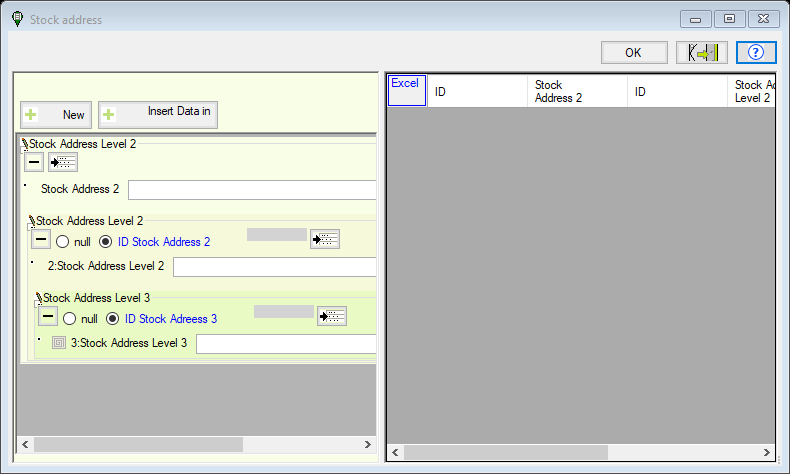 Stock address
OK
?
New
Insert Data in
Excel
ID
Stock
Address 2
ID
Stock Ac
Level 2
Stock Address Level 2
Stock Address 2
Stock Address Level 2
null
ID Stock Address 2
2:Stock Address Level 2
Stock Address Level 3
null
ID Stock Adreess 3
3:Stock Address Level 3